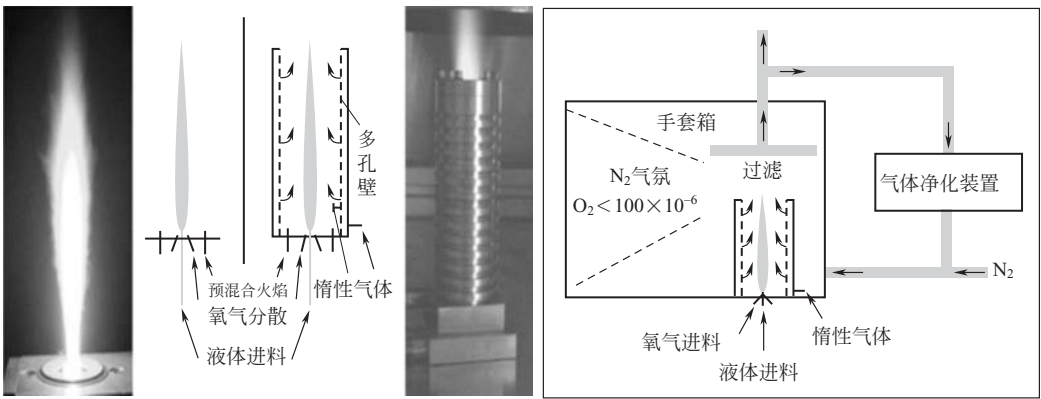 多孔壁
预混合火焰
惰性气体
氧气分散
液体进料
手套箱
过滤
N₂气氛
O₂<100×10⁻⁶
气体净化装置
N₂
氧气进料
惰性气体
液体进料